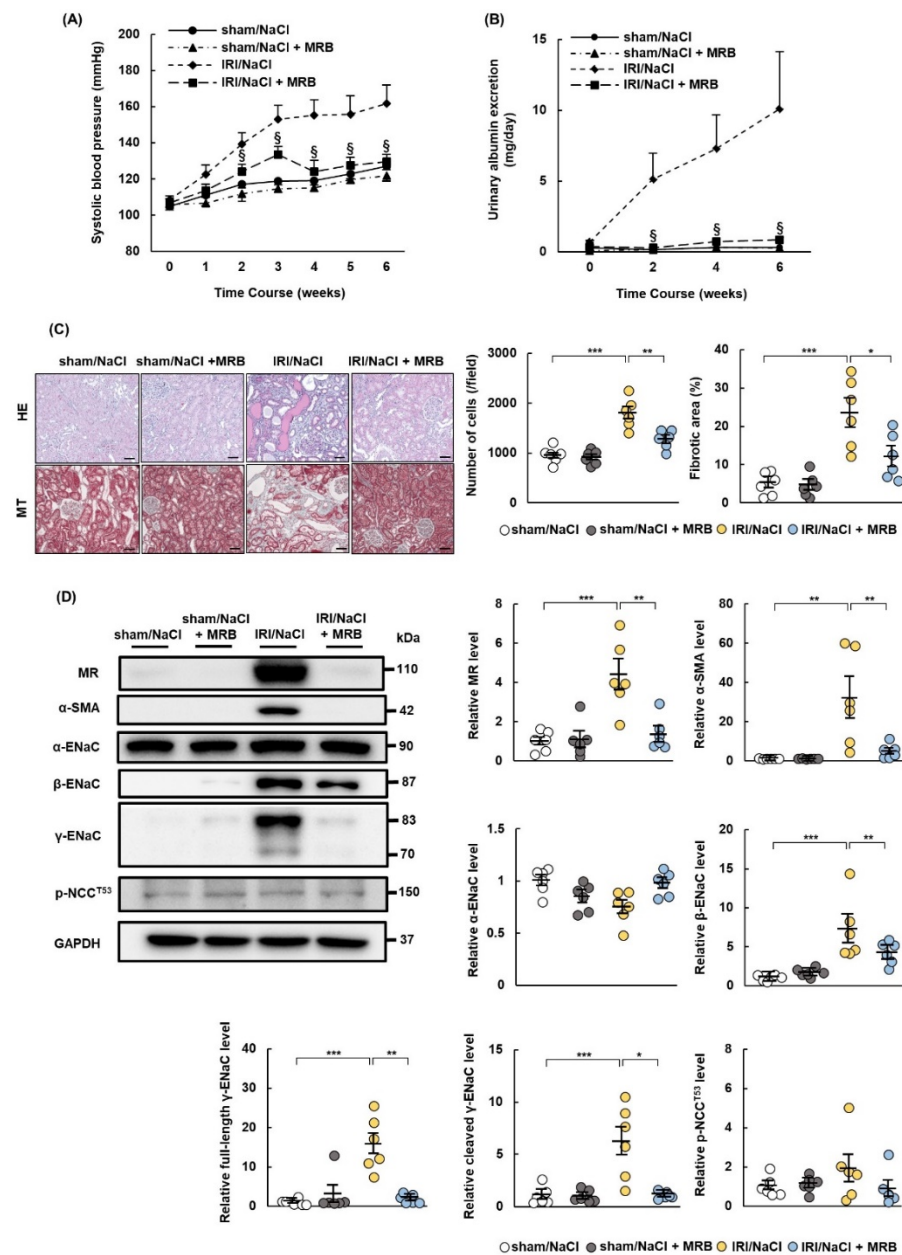 (A)
sham/NaCl
sham/NaCl + MRB
IRI/NaCl
IRI/NaCl + MRB
Systolic blood pressure (mmHg)
180
160
140
120
100
80
§ § § § §
0 1 2 3 4 5 6
Time Course (weeks)
(B)
sham/NaCl
sham/NaCl + MRB
IRI/NaCl
IRI/NaCl + MRB
Urinary albumin excretion
(mg/day)
15
10
5
0
§ § §
0 2 4 6
Time Course (weeks)
(C)
sham/NaCl sham/NaCl +MRB IRI/NaCl IRI/NaCl + MRB
HE
MT
Number of cells (/field)
3000
2000
1000
0
*** **
Fibrotic area (%)
40
30
20
10
0
*** *
sham/NaCl sham/NaCl + MRB IRI/NaCl IRI/NaCl + MRB
(D)
sham/NaCl
sham/NaCl
+ MRB
IRI/NaCl
IRI/NaCl
+ MRB
kDa
MR 110
α-SMA 42
α-ENaC 90
β-ENaC 87
γ-ENaC 83
70
p-NCCᵀ⁵³ 150
GAPDH 37
Relative MR level
8
6
4
2
0
*** **
Relative α-SMA level
80
60
40
20
0
** **
Relative α-ENaC level
1.5
1
0.5
0
Relative β-ENaC level
20
15
10
5
0
*** **
Relative full-length γ-ENaC level
40
30
20
10
0
*** **
Relative cleaved γ-ENaC level
15
10
5
0
*** *
Relative p-NCCᵀ⁵³ level
8
6
4
2
0
sham/NaCl sham/NaCl + MRB IRI/NaCl IRI/NaCl + MRB